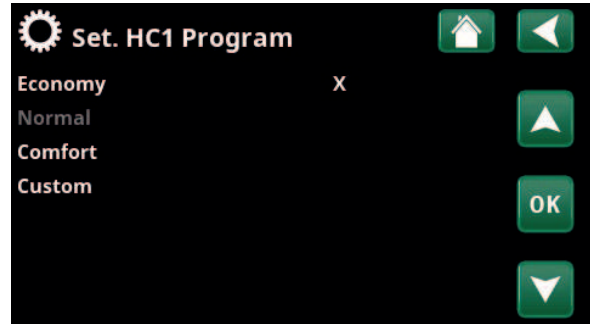 Set. HC1 Program
Economy X
Normal
Comfort
Custom
OK